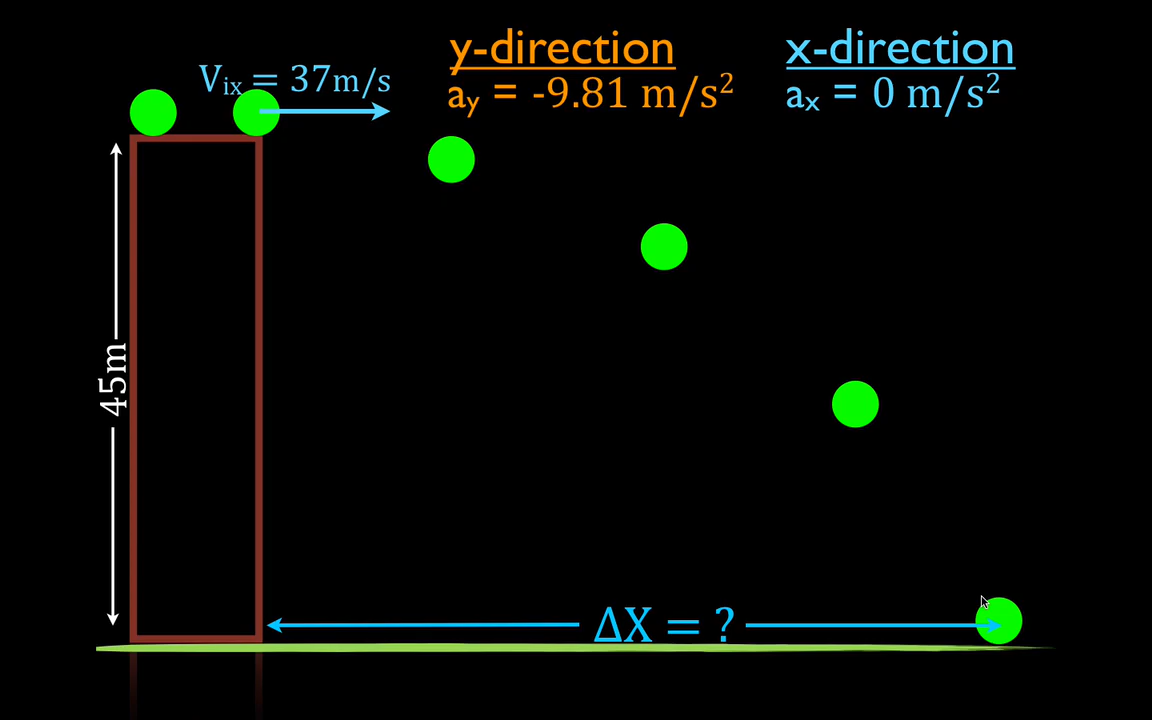 Vix = 37m/s
y-direction
ay = -9.81 m/s²
x-direction
ax = 0 m/s²
45m
ΔX = ?